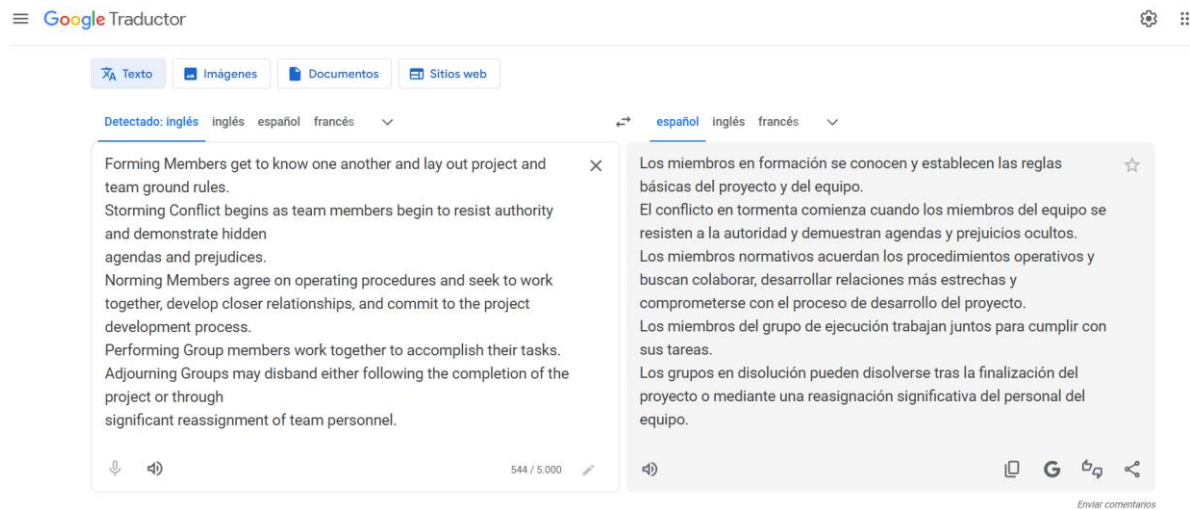 Google Traductor
Texto
Imágenes
Documentos
Sitios web
Detectado: inglés inglés español francés
español inglés francés
Forming Members get to know one another and lay out project and
team ground rules.
Storming Conflict begins as team members begin to resist authority
and demonstrate hidden
agendas and prejudices.
Norming Members agree on operating procedures and seek to work
together, develop closer relationships, and commit to the project
development process.
Performing Group members work together to accomplish their tasks.
Adjourning Groups may disband either following the completion of the
project or through
significant reassignment of team personnel.
544 / 5.000
Los miembros en formación se conocen y establecen las reglas
básicas del proyecto y del equipo.
El conflicto en tormenta comienza cuando los miembros del equipo se
resisten a la autoridad y demuestran agendas y prejuicios ocultos.
Los miembros normativos acuerdan los procedimientos operativos y
buscan colaborar, desarrollar relaciones más estrechas y
comprometerse con el proceso de desarrollo del proyecto.
Los miembros del grupo de ejecución trabajan juntos para cumplir con
sus tareas.
Los grupos en disolución pueden disolverse tras la finalización del
proyecto o mediante una reasignación significativa del personal del
equipo.
Enviar comentarios